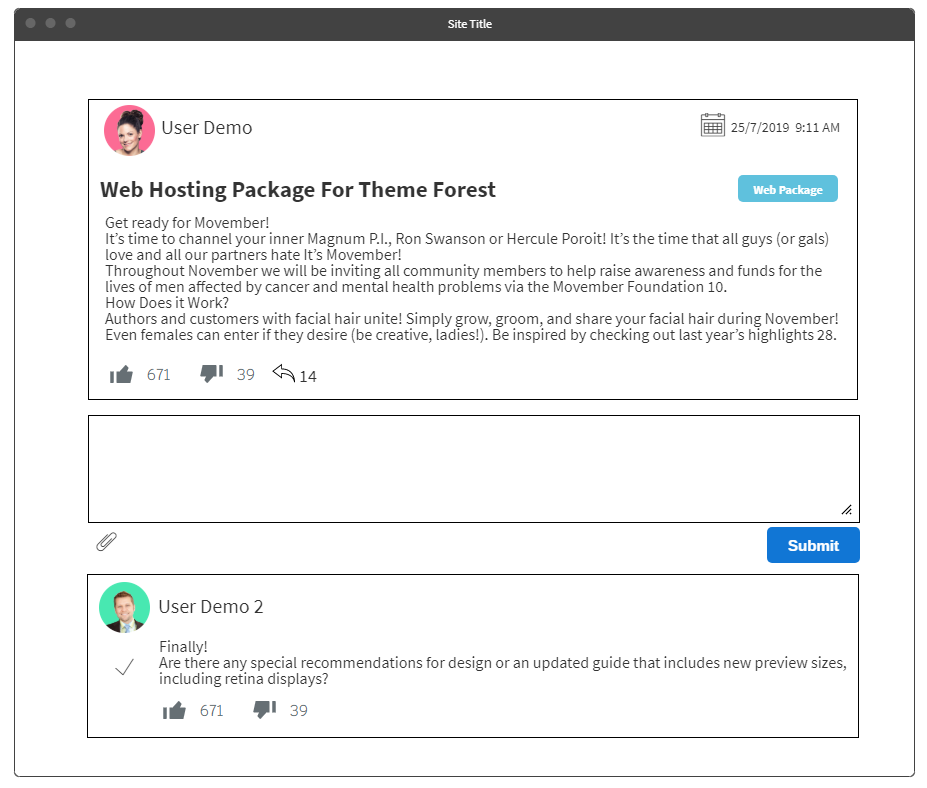 Site Title
User Demo
25/7/2019 9:11 AM
Web Hosting Package For Theme Forest
Web Package
Get ready for Movember!
It's time to channel your inner Magnum P.I., Ron Swanson or Hercule Poroit! It's the time that all guys (or gals)
love and all our partners hate It's Movember!
Throughout November we will be inviting all community members to help raise awareness and funds for the
lives of men affected by cancer and mental health problems via the Movember Foundation 10.
How Does it Work?
Authors and customers with facial hair unite! Simply grow, groom, and share your facial hair during November!
Even females can enter if they desire (be creative, ladies!). Be inspired by checking out last year's highlights 28.
671 39 14
Submit
User Demo 2
Finally!
Are there any special recommendations for design or an updated guide that includes new preview sizes,
including retina displays?
671 39